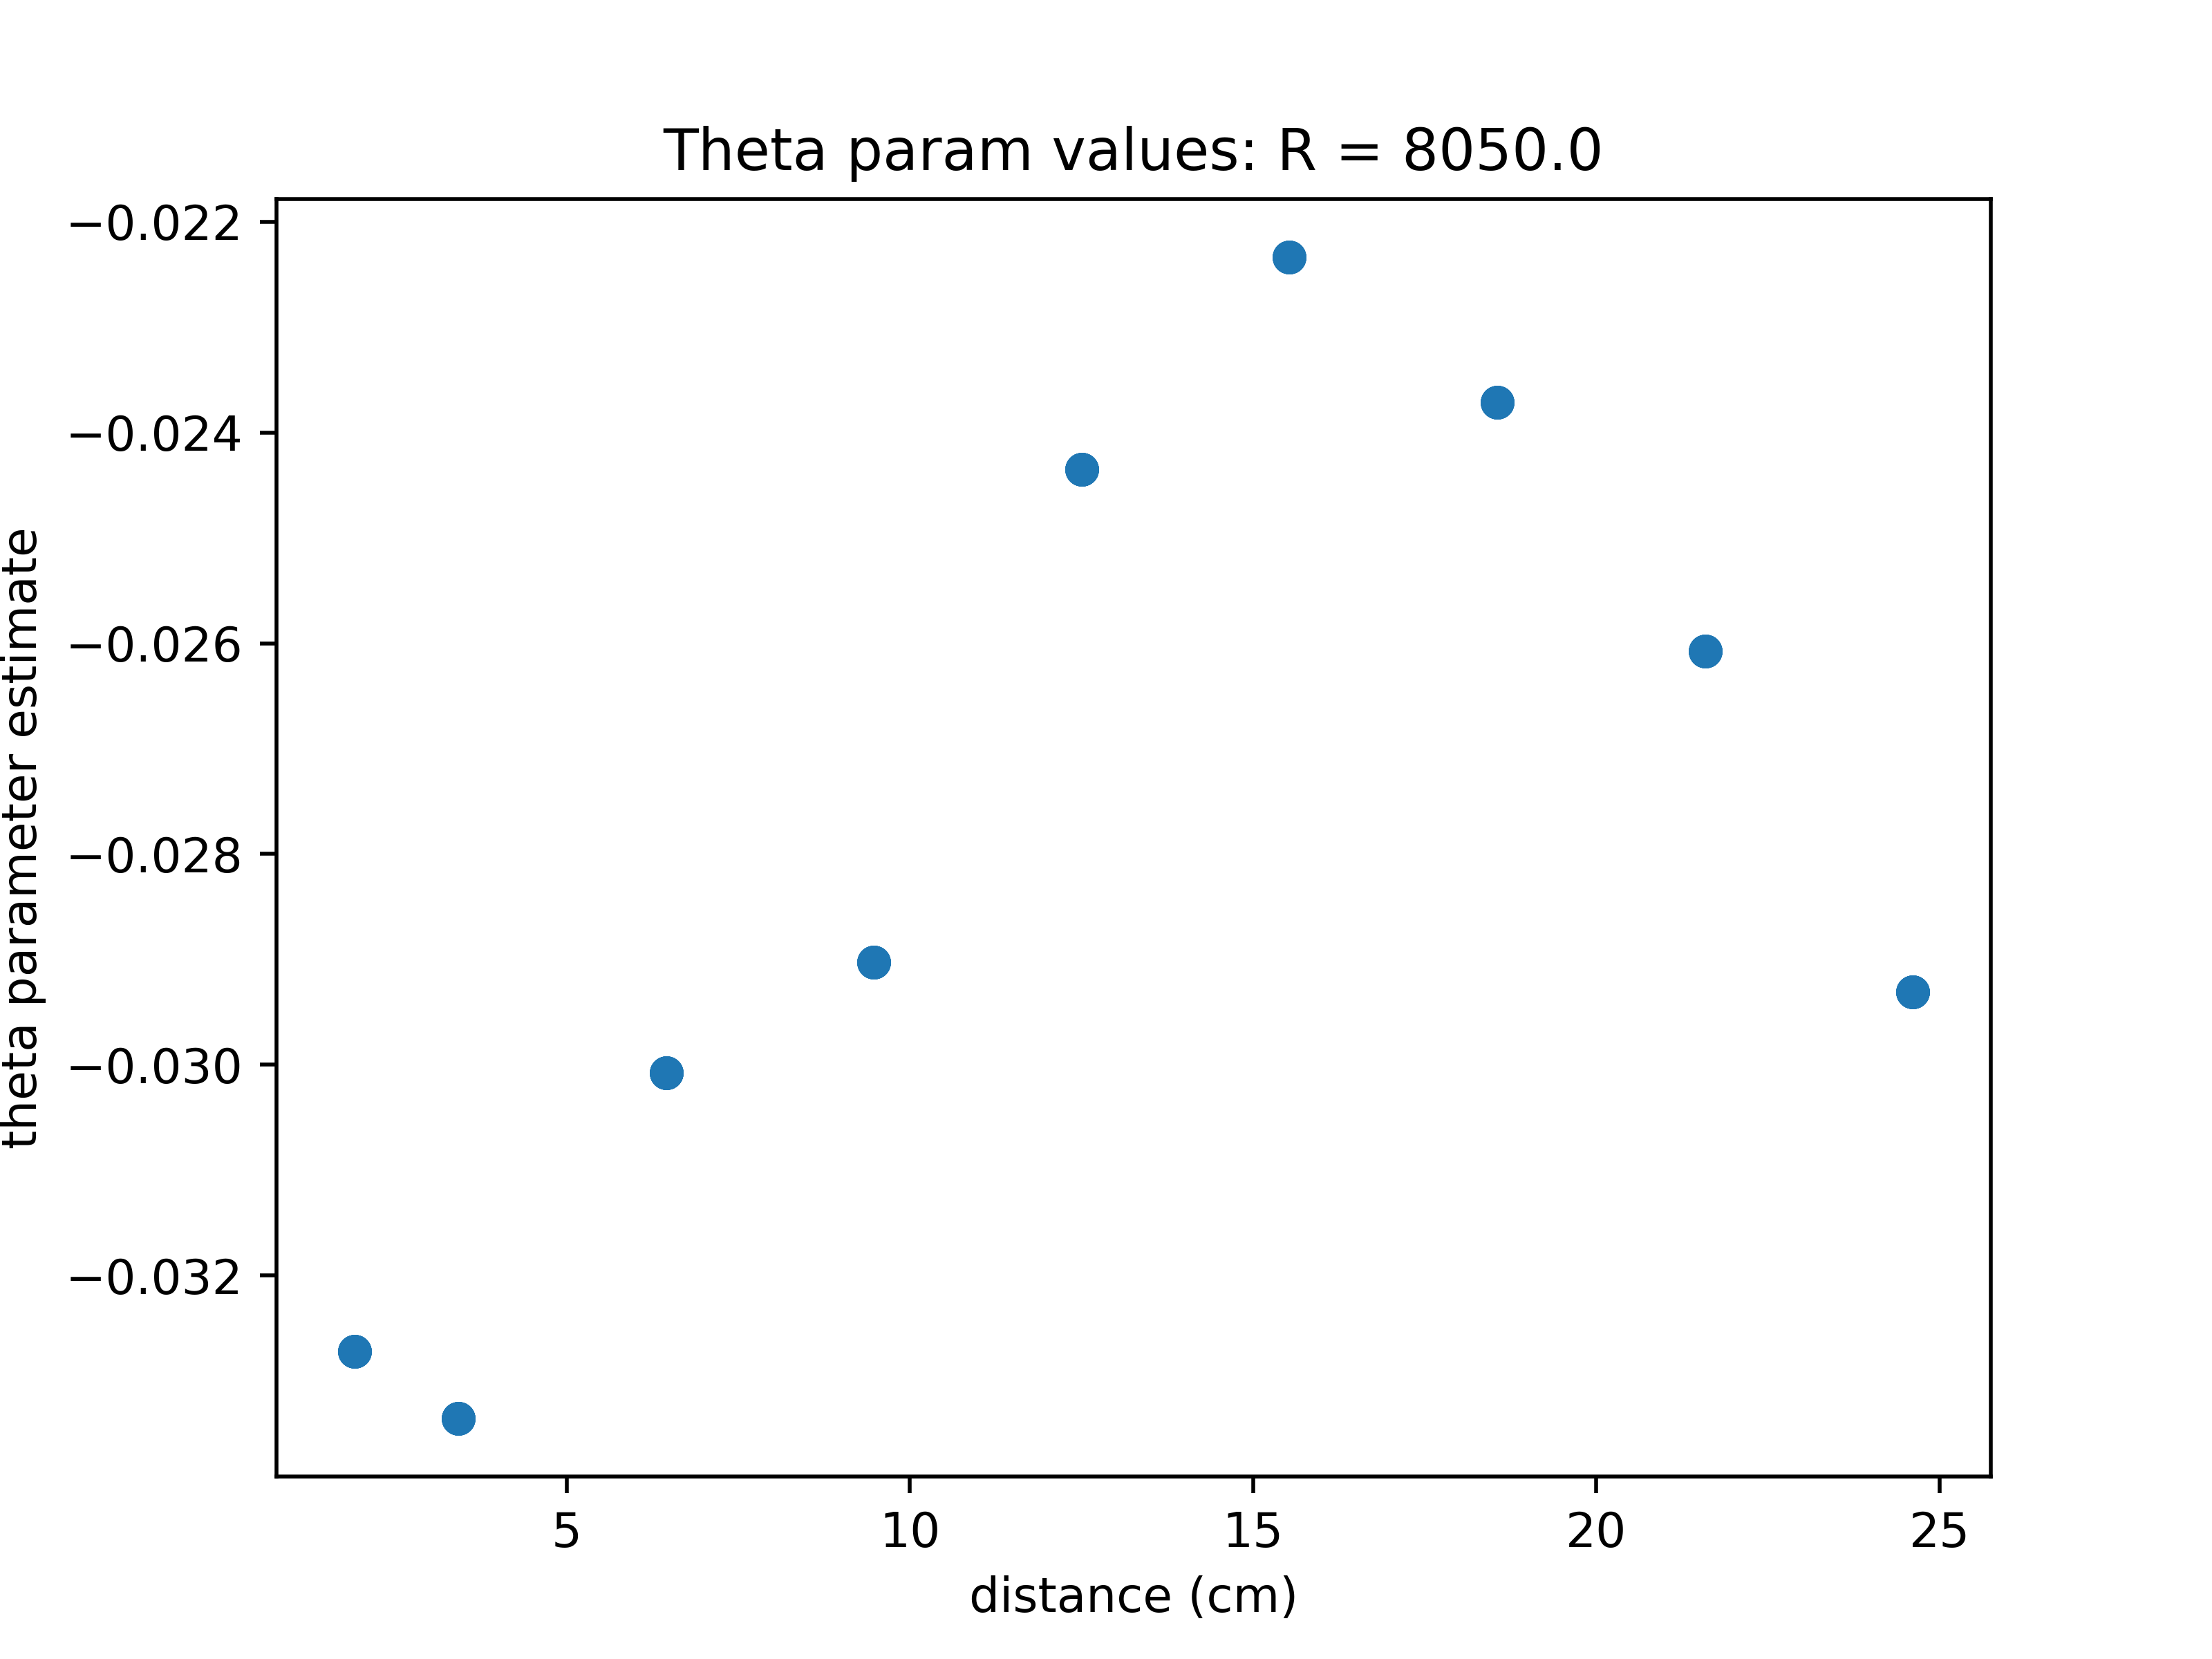 Theta param values: R = 8050.0
−0.022
−0.024
−0.026
−0.028
−0.030
−0.032
theta parameter estimate
5 10 15 20 25
distance (cm)